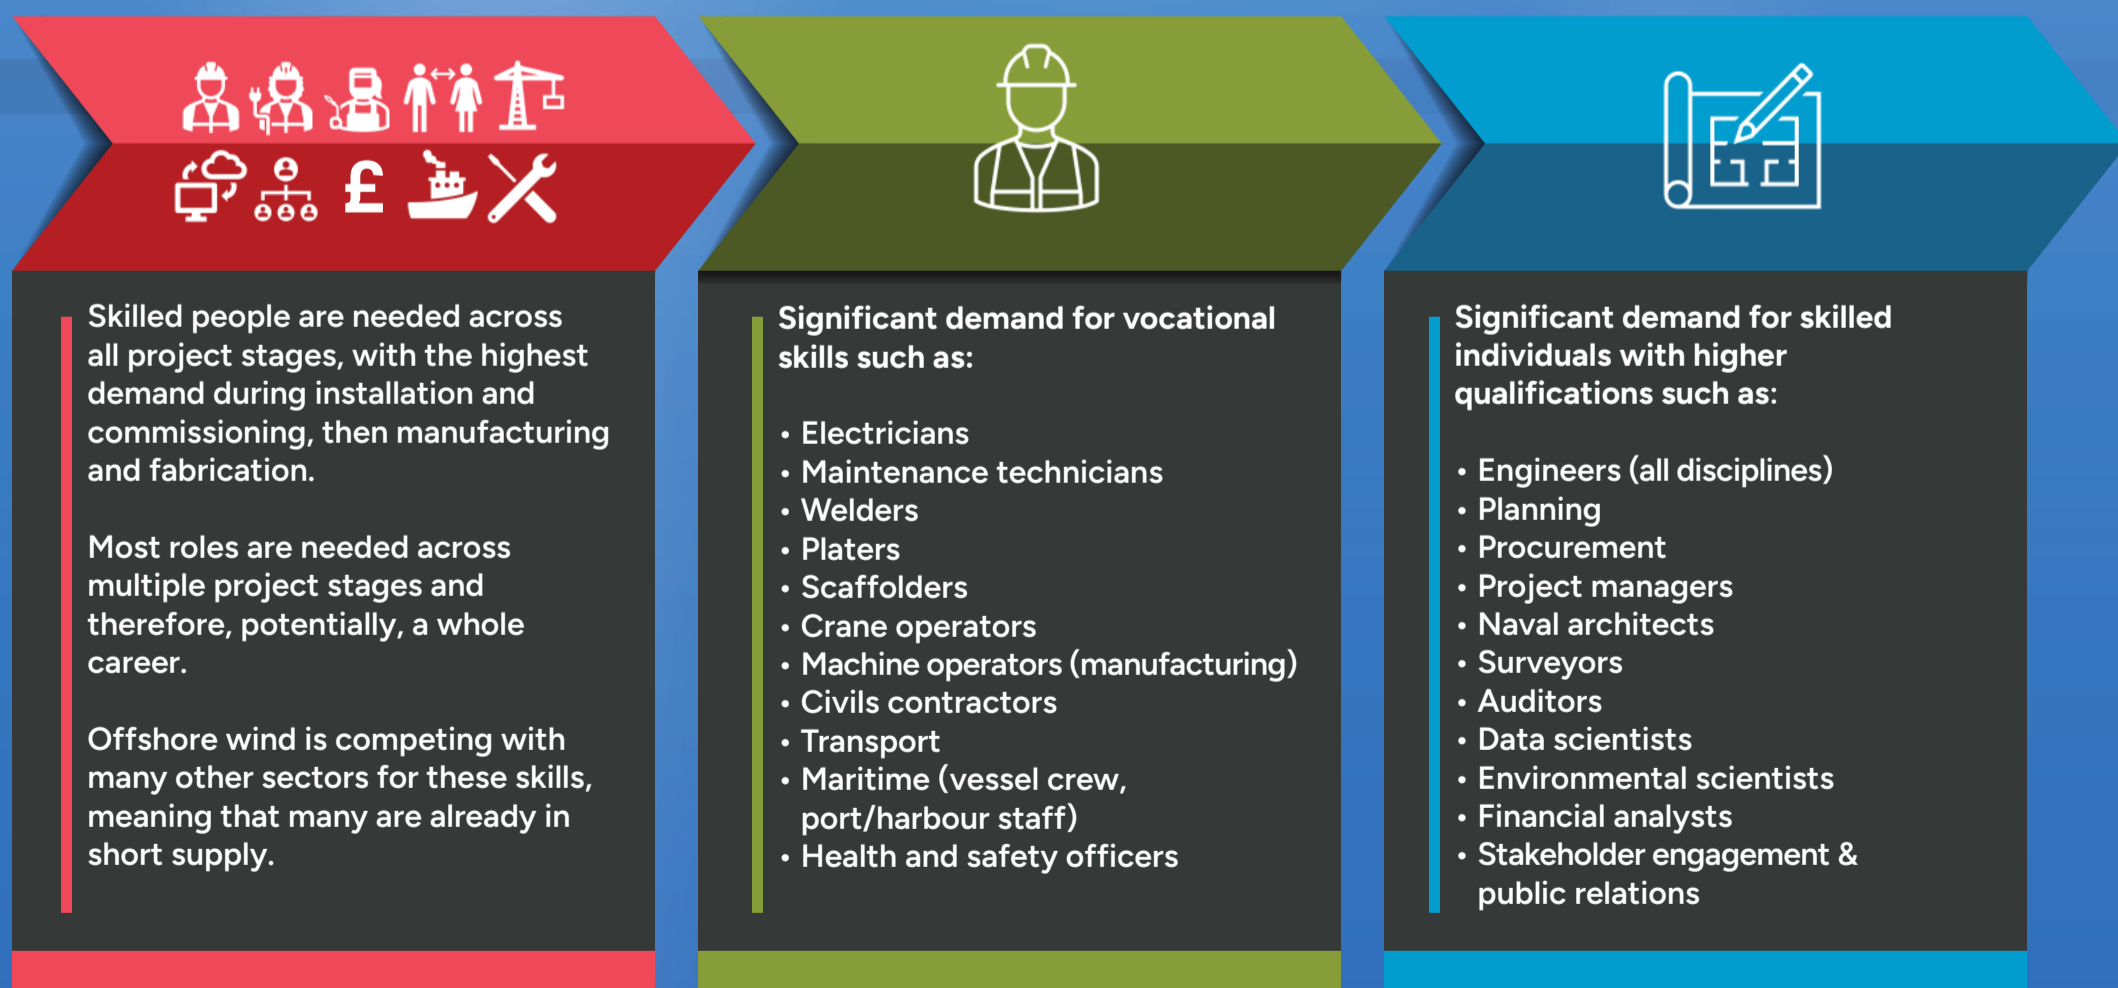 £
Skilled people are needed across
all project stages, with the highest
demand during installation and
commissioning, then manufacturing
and fabrication.
Most roles are needed across
multiple project stages and
therefore, potentially, a whole
career.
Offshore wind is competing with
many other sectors for these skills,
meaning that many are already in
short supply.
Significant demand for vocational
skills such as:
• Electricians
• Maintenance technicians
• Welders
• Platers
• Scaffolders
• Crane operators
• Machine operators (manufacturing)
• Civils contractors
• Transport
• Maritime (vessel crew,
port/harbour staff)
• Health and safety officers
Significant demand for skilled
individuals with higher
qualifications such as:
• Engineers (all disciplines)
• Planning
• Procurement
• Project managers
• Naval architects
• Surveyors
• Auditors
• Data scientists
• Environmental scientists
• Financial analysts
• Stakeholder engagement &
public relations